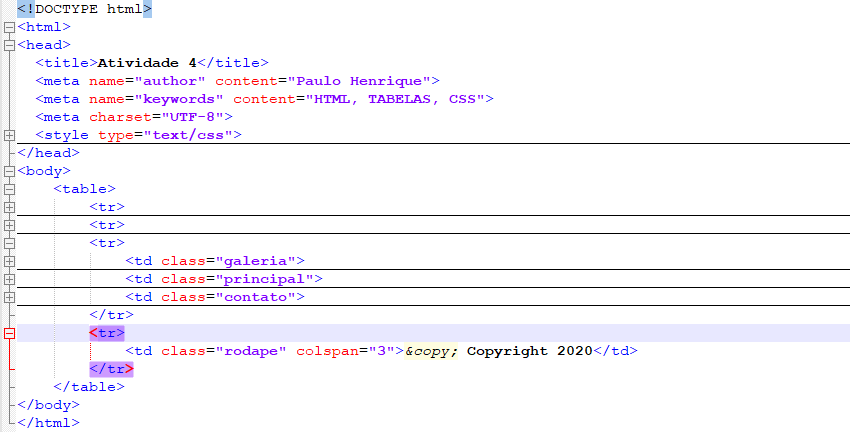 <!DOCTYPE html>
<html>
<head>
<title>Atividade 4</title>
<meta name="author" content="Paulo Henrique">
<meta name="keywords" content="HTML, TABELAS, CSS">
<meta charset="UTF-8">
<style type="text/css">
</head>
<body>
<table>
<tr>
<tr>
<tr>
<td class="galeria">
<td class="principal">
<td class="contato">
</tr>
<tr>
<td class="rodape" colspan="3">&copy; Copyright 2020</td>
</tr>
</table>
</body>
</html>